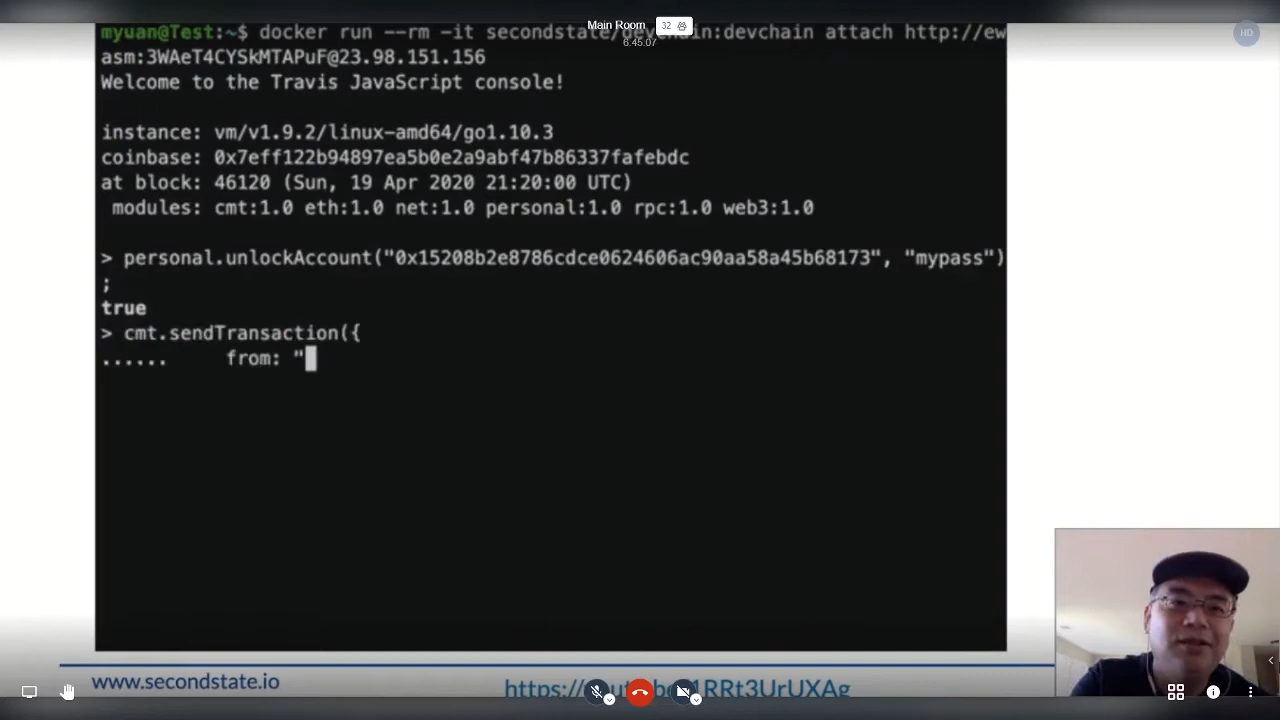 Main Room 32
6:45:07
HD
myuan@Test:~$ docker run --rm -it secondstate/devchain:devchain attach http://ew
asm:3WAeT4CYSkMTAPuF@23.98.151.156
Welcome to the Travis JavaScript console!
instance: vm/v1.9.2/linux-amd64/go1.10.3
coinbase: 0x7eff122b94897ea5b0e2a9abf47b86337fafebdc
at block: 46120 (Sun, 19 Apr 2020 21:20:00 UTC)
modules: cmt:1.0 eth:1.0 net:1.0 personal:1.0 rpc:1.0 web3:1.0
> personal.unlockAccount("0x15208b2e8786cdce0624606ac90aa58a45b68173", "mypass")
;
true
> cmt.sendTransaction({
...... from: "
www.secondstate.io